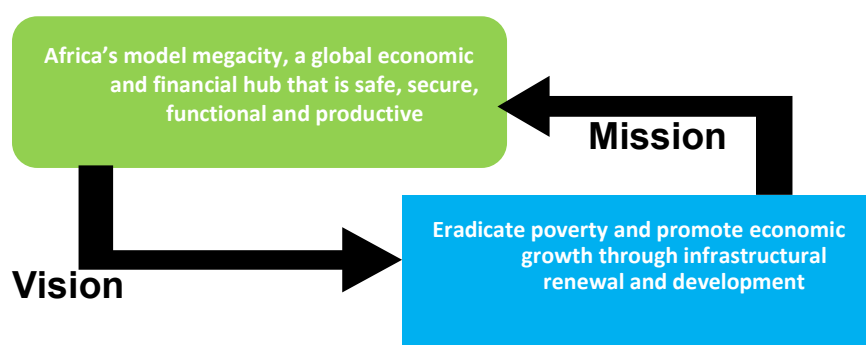 Africa’s model megacity, a global economic
and financial hub that is safe, secure,
functional and productive
Mission
Eradicate poverty and promote economic
growth through infrastructural
renewal and development
Vision